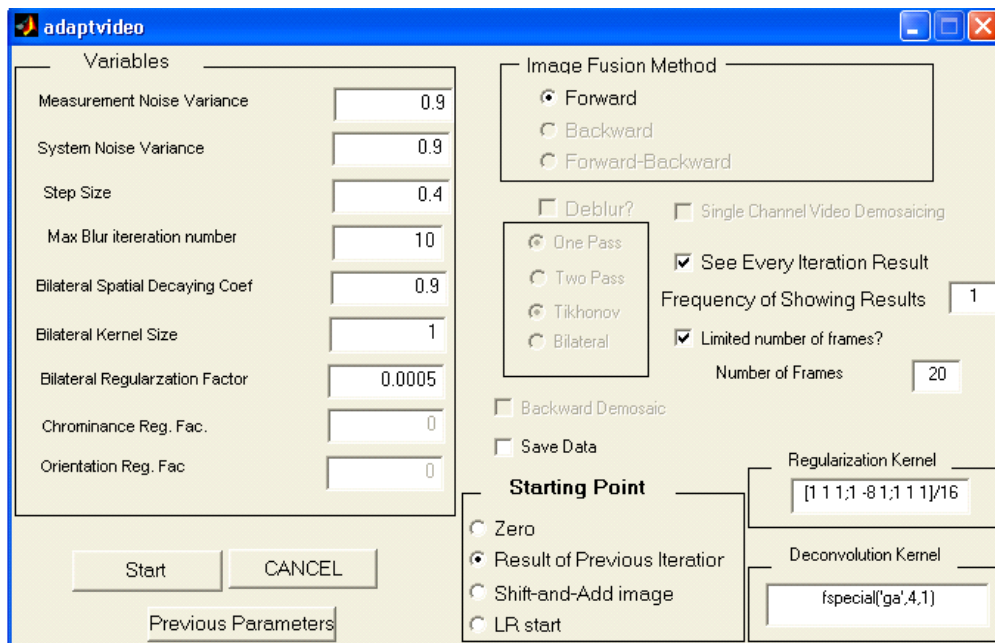 adaptvideo
Variables
Measurement Noise Variance 0.9
System Noise Variance 0.9
Step Size 0.4
Max Blur itereration number 10
Bilateral Spatial Decaying Coef 0.9
Bilateral Kernel Size 1
Bilateral Regularzation Factor 0.0005
Chrominance Reg. Fac. 0
Orientation Reg. Fac 0
Start
CANCEL
Previous Parameters
Image Fusion Method
Forward
Backward
Forward-Backward
Deblur?
One Pass
Two Pass
Tikhonov
Bilateral
Single Channel Video Demosaicing
See Every Iteration Result
Frequency of Showing Results 1
Limited number of frames?
Number of Frames 20
Backward Demosaic
Save Data
Starting Point
Zero
Result of Previous Iteration
Shift-and-Add image
LR start
Regularization Kernel
[1 1 1;1 -8 1;1 1 1]/16
Deconvolution Kernel
fspecial('ga',4,1)